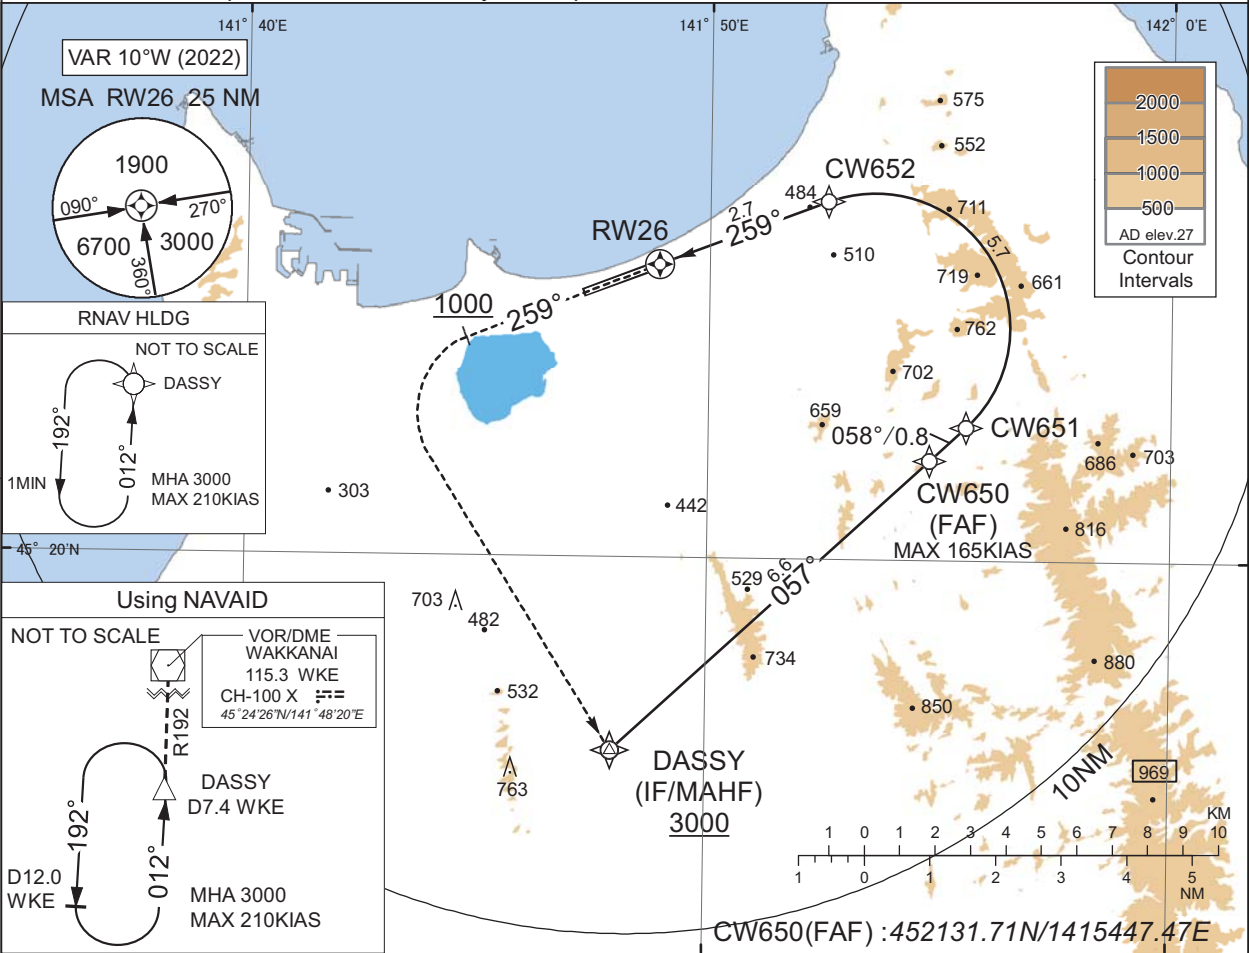 141° 40'E
141° 50'E
142° 0'E
VAR 10°W (2022)
MSA RW26 25 NM
1900
090°
270°
6700
3000
360°
RNAV HLDG
NOT TO SCALE
DASSY
192°
012°
1MIN
MHA 3000
MAX 210KIAS
45° 20'N
Using NAVAID
NOT TO SCALE
VOR/DME
WAKKANAI
115.3 WKE
CH-100 X
45°24'26"N/141°48'20"E
R192
DASSY
D7.4 WKE
192°
012°
D12.0
WKE
MHA 3000
MAX 210KIAS
2000
1500
1000
500
AD elev.27
Contour
Intervals
575
552
CW652
484
2.7
259°
711
5.7
RW26
510
719
661
1000
259°
762
702
659
058°/0.8
CW651
686
703
CW650
(FAF)
MAX 165KIAS
303
442
816
529
6.6
057°
703
482
734
880
532
850
DASSY
(IF/MAHF)
3000
763
10NM
969
KM
1 0 1 2 3 4 5 6 7 8 9 10
1 0 1 2 3 4 5
NM
CW650(FAF) :452131.71N/1415447.47E